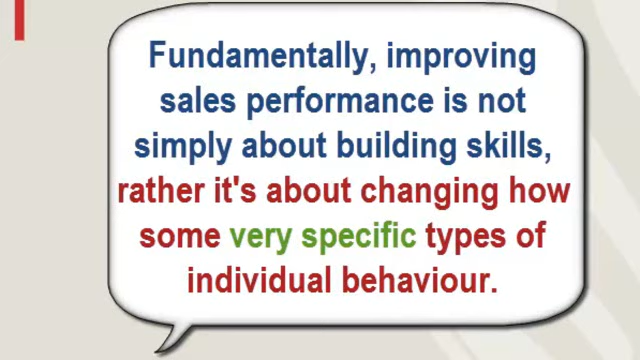 Fundamentally, improving
sales performance is not
simply about building skills,
rather it's about changing how
some very specific types of
individual behaviour.